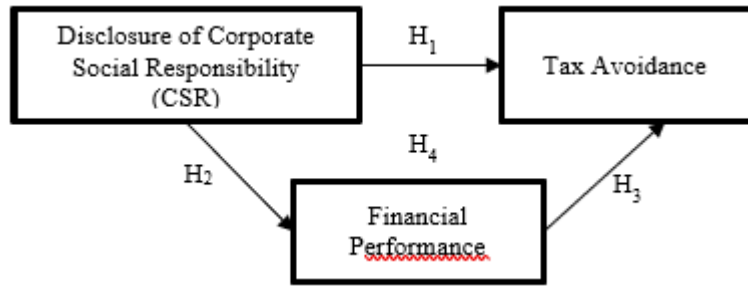 Disclosure of Corporate
Social Responsibility
(CSR)
H₁
Tax Avoidance
H₂
H₄
H₃
Financial
Performance